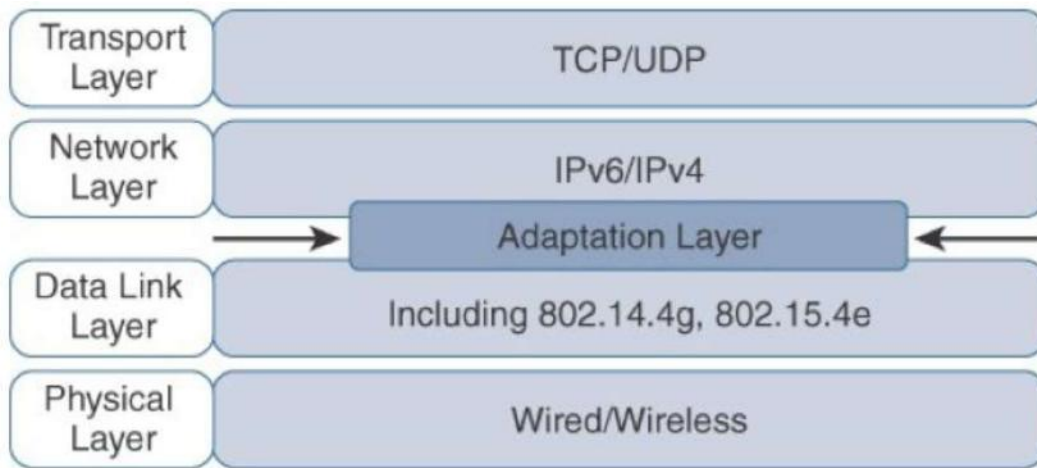 Transport
Layer
TCP/UDP
Network
Layer
IPv6/IPv4
Adaptation Layer
Data Link
Layer
Including 802.14.4g, 802.15.4e
Physical
Layer
Wired/Wireless